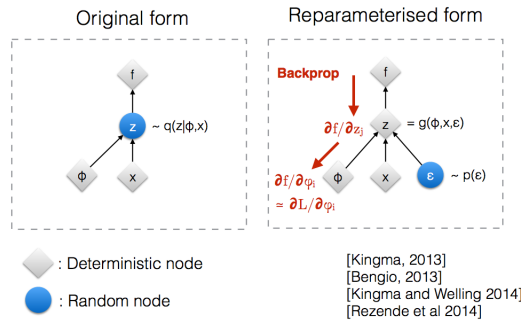 Original form
f
z
~ q(z|ϕ,x)
ϕ
x
: Deterministic node
: Random node
Reparameterised form
Backprop
f
∂f/∂zj
z
= g(ϕ,x,ε)
∂f/∂φi
≃ ∂L/∂φi
ϕ
x
ε
~ p(ε)
[Kingma, 2013]
[Bengio, 2013]
[Kingma and Welling 2014]
[Rezende et al 2014]